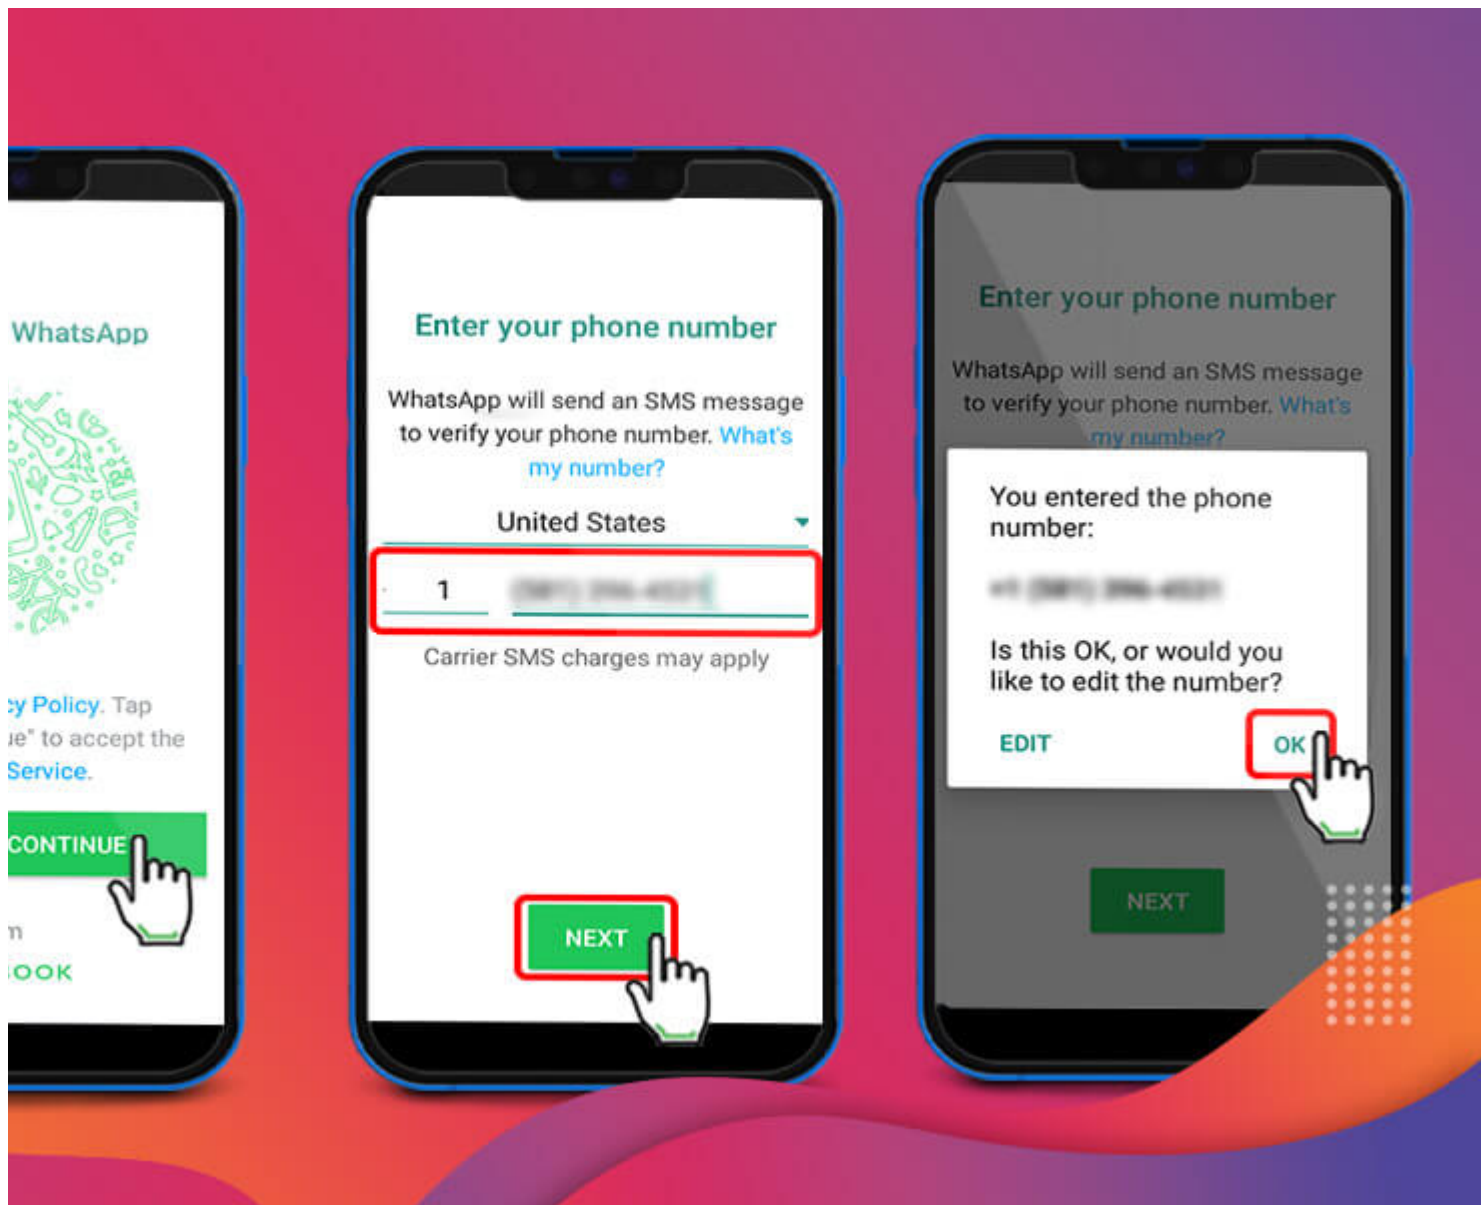 WhatsApp
cy Policy. Tap
ue" to accept the
Service.
CONTINUE
m
BOOK
Enter your phone number
WhatsApp will send an SMS message
to verify your phone number. What's
my number?
United States
1
Carrier SMS charges may apply
NEXT
Enter your phone number
WhatsApp will send an SMS message
to verify your phone number. What's
my number?
You entered the phone
number:
Is this OK, or would you
like to edit the number?
EDIT OK
NEXT